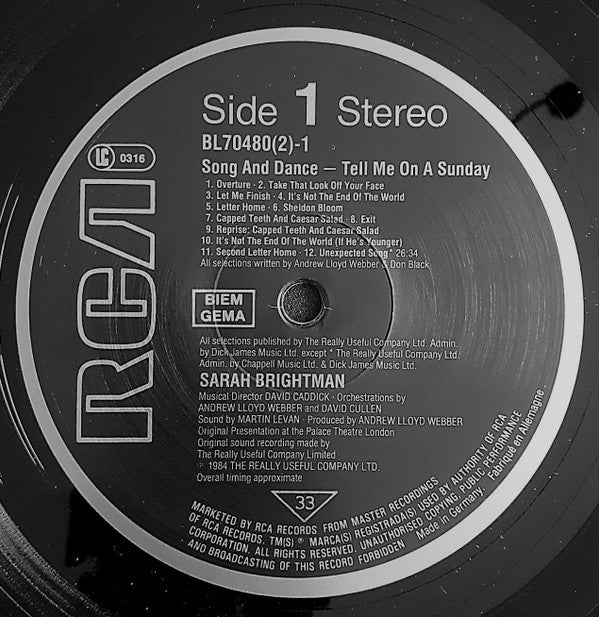 Side 1 Stereo
BL70480(2)-1
LC 0316
Song And Dance — Tell Me On A Sunday
1. Overture · 2. Take That Look Off Your Face
3. Let Me Finish · 4. It's Not The End Of The World
5. Letter Home · 6. Sheldon Bloom
7. Capped Teeth And Caesar Salad · 8. Exit
9. Reprise: Capped Teeth And Caesar Salad
10. It's Not The End Of The World (If He's Younger)
11. Second Letter Home · 12. Unexpected Song* 26:34
All selections written by Andrew Lloyd Webber & Don Black
RCA
BIEM
GEMA
All selections published by The Really Useful Company Ltd. Admin.
by Dick James Music Ltd. except * The Really Useful Company Ltd.
Admin. by Chappell Music Ltd. & Dick James Music Ltd.
SARAH BRIGHTMAN
Musical Director DAVID CADDICK · Orchestrations by
ANDREW LLOYD WEBBER and DAVID CULLEN
Sound by MARTIN LEVAN · Produced by ANDREW LLOYD WEBBER
Original Presentation at the Palace Theatre London
Original sound recording made by
The Really Useful Company Limited
℗ 1984 THE REALLY USEFUL COMPANY LTD.
Overall timing approximate
33
MARKETED BY RCA RECORDS FROM MASTER RECORDINGS
OF RCA RECORDS. TM(S)® MARCA(S) REGISTRADA(S) USED BY AUTHORITY OF RCA
CORPORATION. ALL RIGHTS RESERVED. UNAUTHORISED COPYING, PUBLIC PERFORMANCE
AND BROADCASTING OF THIS RECORD FORBIDDEN
Made in Germany. Fabriqué en Allemagne.